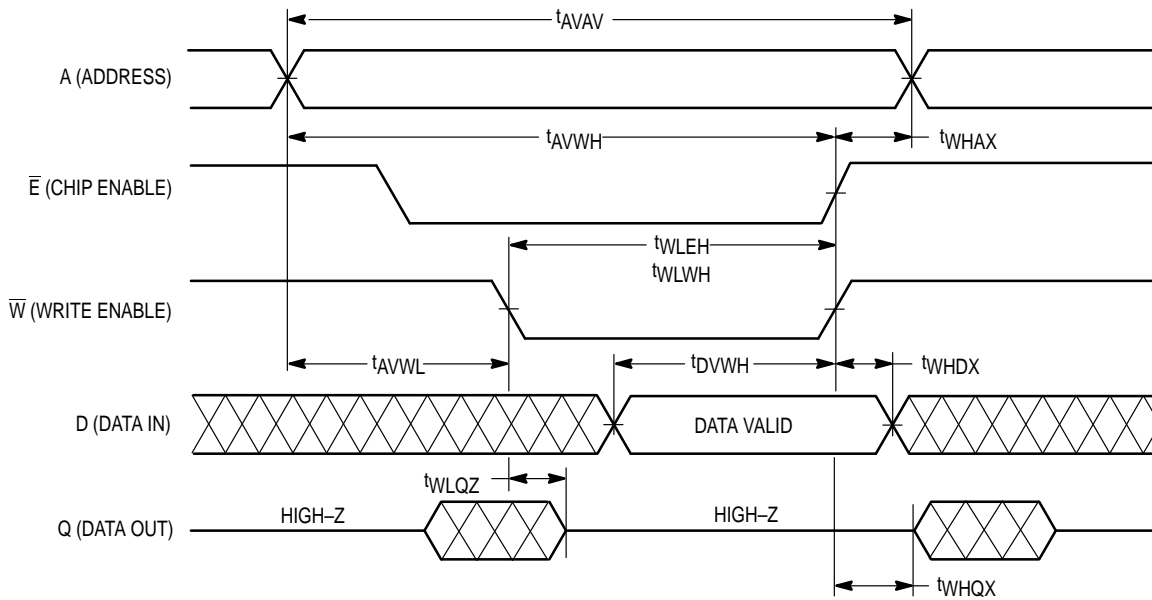 tAVAV
A (ADDRESS)
tAVWH
tWHAX
E̅ (CHIP ENABLE)
tWLEH
tWLWH
W̅ (WRITE ENABLE)
tAVWL
tDVWH
tWHDX
D (DATA IN)
DATA VALID
tWLQZ
Q (DATA OUT)
HIGH–Z
HIGH–Z
tWHQX